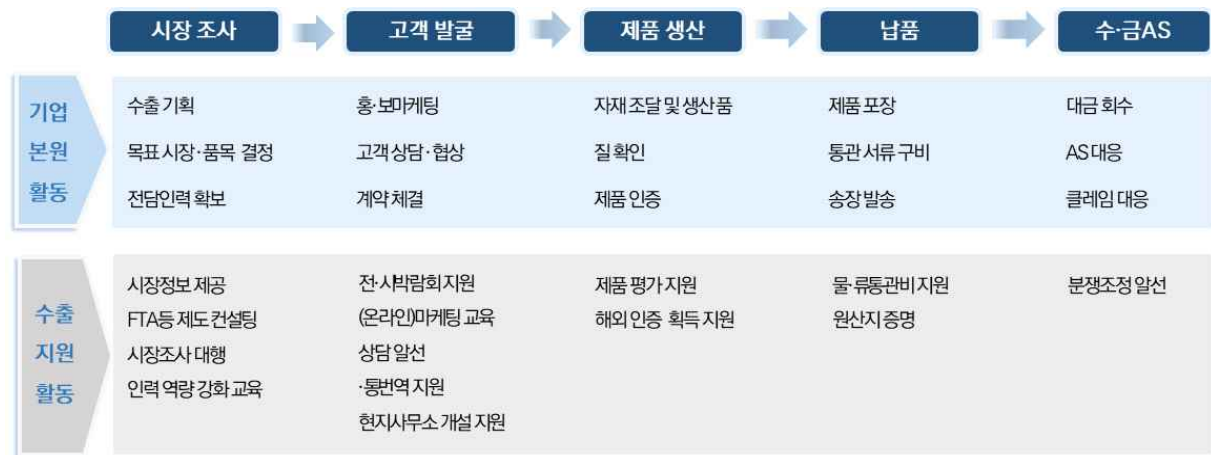 시장 조사
고객 발굴
제품 생산
납품
수·금AS
기업
본원
활동
수출 기획
목표 시장·품목 결정
전담인력 확보
홍·보마케팅
고객 상담·협상
계약 체결
자재 조달 및 생산 품
질 확인
제품 인증
제품 포장
통관 서류 구비
송장 발송
대금 회수
AS 대응
클레임 대응
수출
지원
활동
시장정보 제공
FTA등 제도 컨설팅
시장조사 대행
인력 역량 강화 교육
전·시박람회 지원
(온라인)마케팅 교육
상담 알선
·통번역 지원
현지사무소 개설 지원
제품 평가 지원
해외 인증 획득 지원
물·류통관비 지원
원산지 증명
분쟁조정 알선